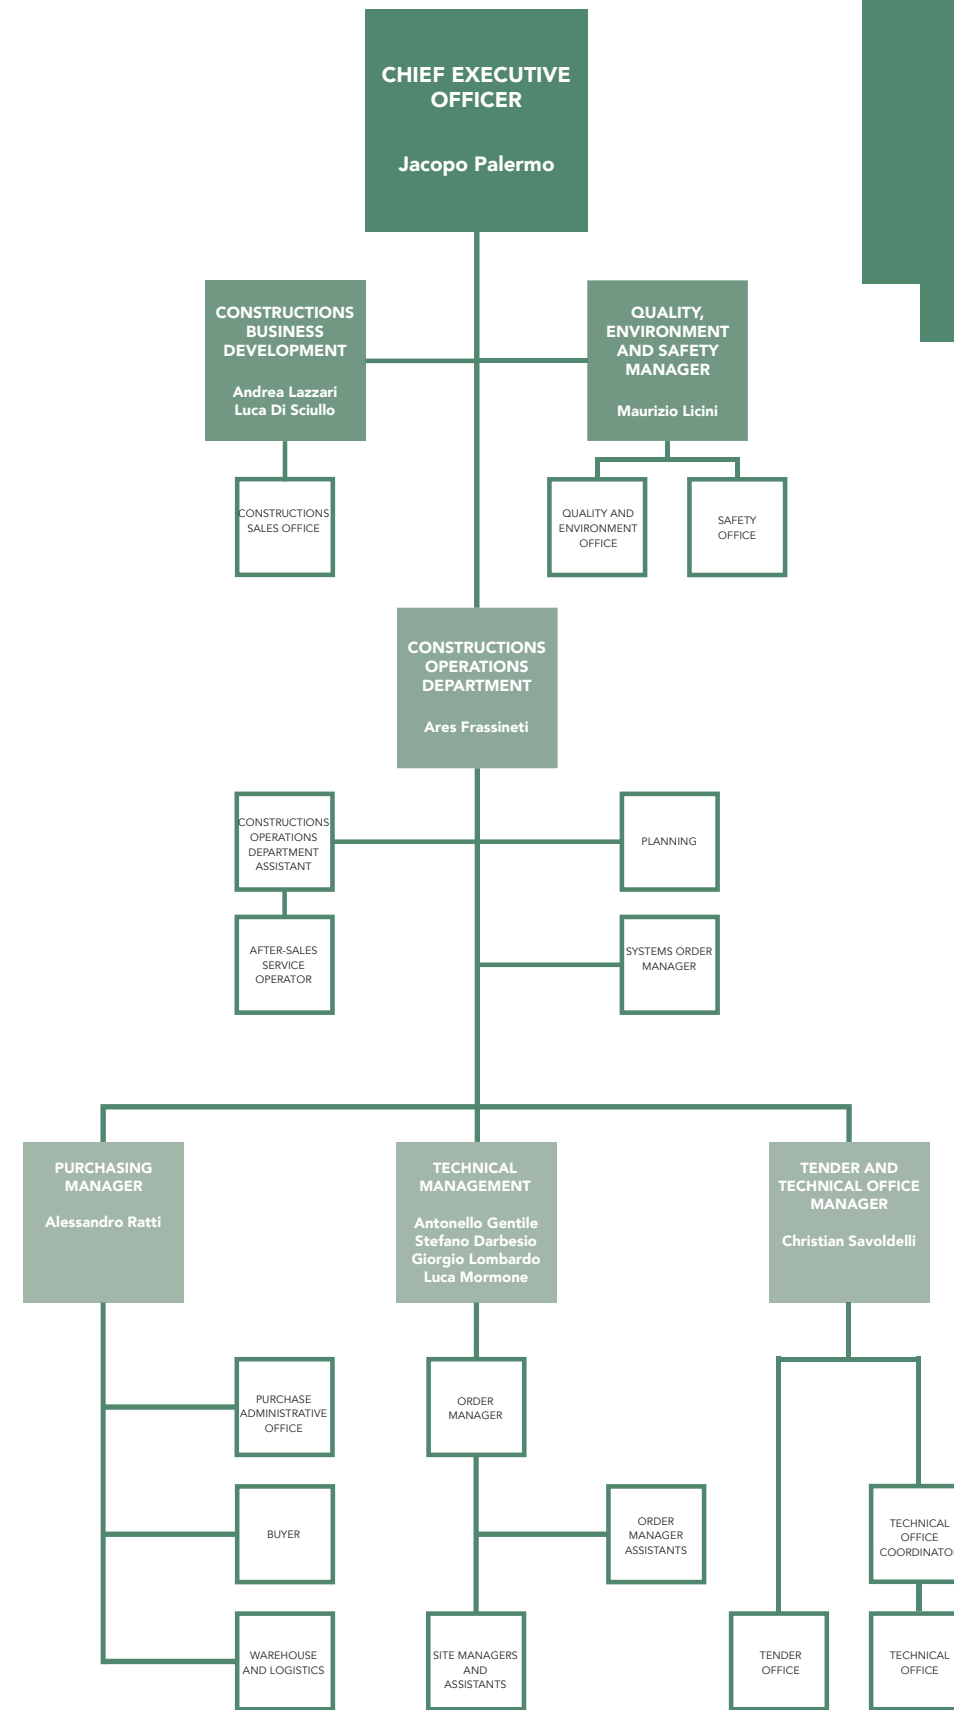 CHIEF EXECUTIVE
OFFICER
Jacopo Palermo
CONSTRUCTIONS
BUSINESS
DEVELOPMENT
Andrea Lazzari
Luca Di Sciullo
QUALITY,
ENVIRONMENT
AND SAFETY
MANAGER
Maurizio Licini
CONSTRUCTIONS
SALES OFFICE
QUALITY AND
ENVIRONMENT
OFFICE
SAFETY
OFFICE
CONSTRUCTIONS
OPERATIONS
DEPARTMENT
Ares Frassineti
CONSTRUCTIONS
OPERATIONS
DEPARTMENT
ASSISTANT
PLANNING
AFTER-SALES
SERVICE
OPERATOR
SYSTEMS ORDER
MANAGER
PURCHASING
MANAGER
Alessandro Ratti
TECHNICAL
MANAGEMENT
Antonello Gentile
Stefano Darbesio
Giorgio Lombardo
Luca Mormone
TENDER AND
TECHNICAL OFFICE
MANAGER
Christian Savoldelli
PURCHASE
ADMINISTRATIVE
OFFICE
ORDER
MANAGER
BUYER
ORDER
MANAGER
ASSISTANTS
TECHNICAL
OFFICE
COORDINATO
WAREHOUSE
AND LOGISTICS
SITE MANAGERS
AND
ASSISTANTS
TENDER
OFFICE
TECHNICAL
OFFICE